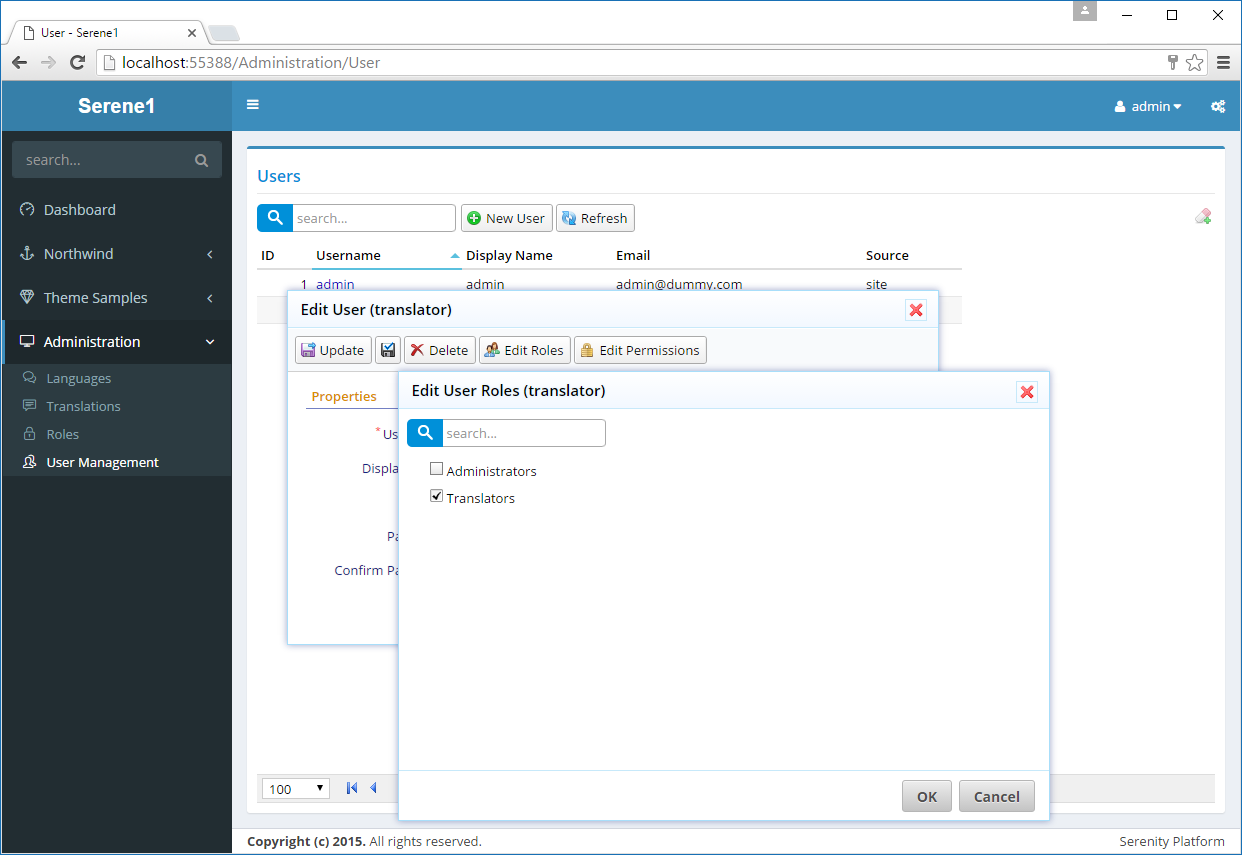 User - Serene1
localhost:55388/Administration/User
Serene1
admin
search...
Dashboard
Northwind
Theme Samples
Administration
Languages
Translations
Roles
User Management
Users
search...
New User
Refresh
ID Username Display Name Email Source
1 admin admin admin@dummy.com site
Edit User (translator)
Update
Delete
Edit Roles
Edit Permissions
Properties
* Us
Displa
Pa
Confirm Pa
Edit User Roles (translator)
search...
Administrators
Translators
OK
Cancel
100
Copyright (c) 2015. All rights reserved.
Serenity Platform